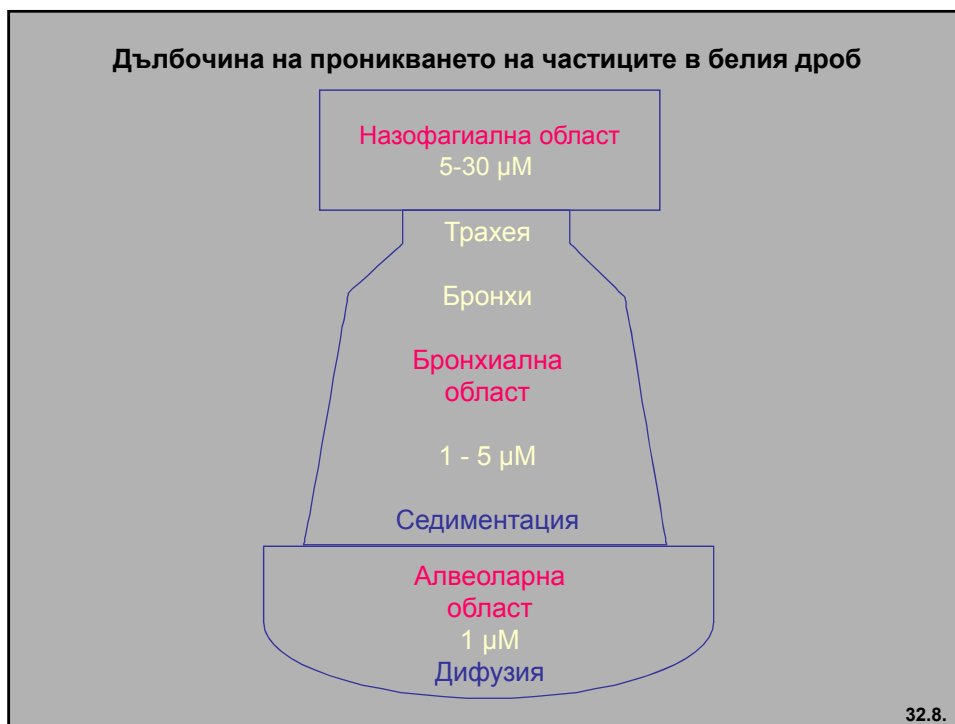 Дълбочина на проникването на частиците в белия дроб
Назофагиална област
5-30 µM
Трахея
Бронхи
Бронхиална
област
1 - 5 µM
Седиментация
Алвеоларна
област
1 µM
Дифузия
32.8.